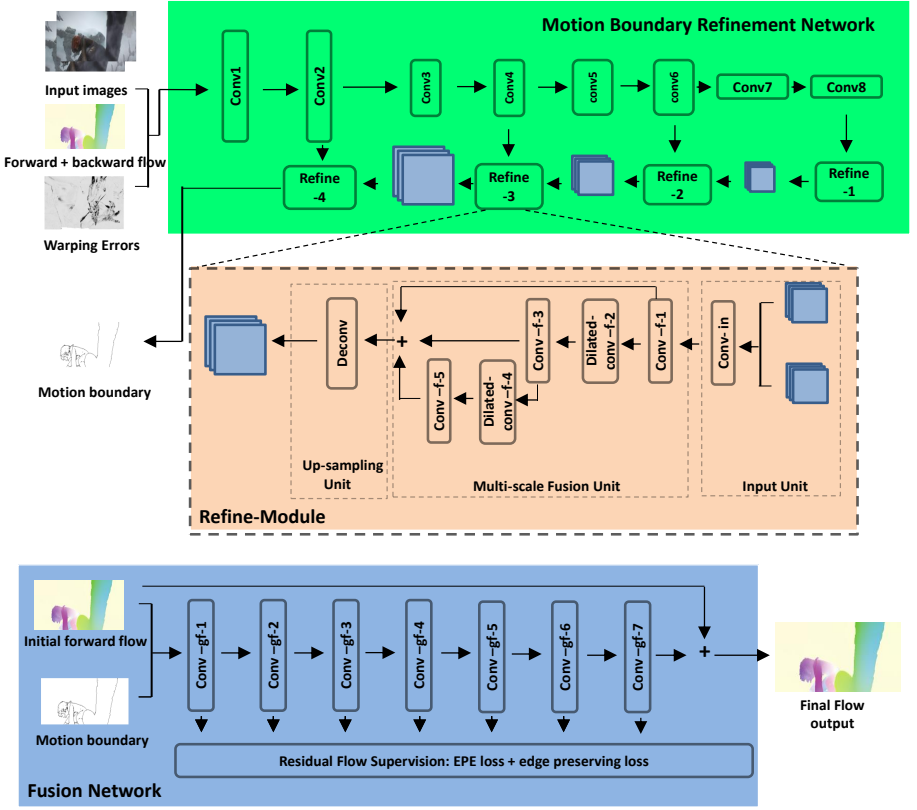 Motion Boundary Refinement Network
Input images
Forward + backward flow
Warping Errors
Conv1
Conv2
Conv3
Conv4
conv5
conv6
Conv7
Conv8
Refine
-4
Refine
-3
Refine
-2
Refine
-1
Motion boundary
Deconv
+
Conv –f-5
Dilated-
conv –f-4
Conv –f-3
Dilated-
conv –f-2
Conv –f-1
Conv- in
Up-sampling
Unit
Multi-scale Fusion Unit
Input Unit
Refine-Module
Initial forward flow
Motion boundary
Conv –gf-1
Conv –gf-2
Conv –gf-3
Conv –gf-4
Conv –gf-5
Conv –gf-6
Conv –gf-7
+
Final Flow
output
Residual Flow Supervision: EPE loss + edge preserving loss
Fusion Network